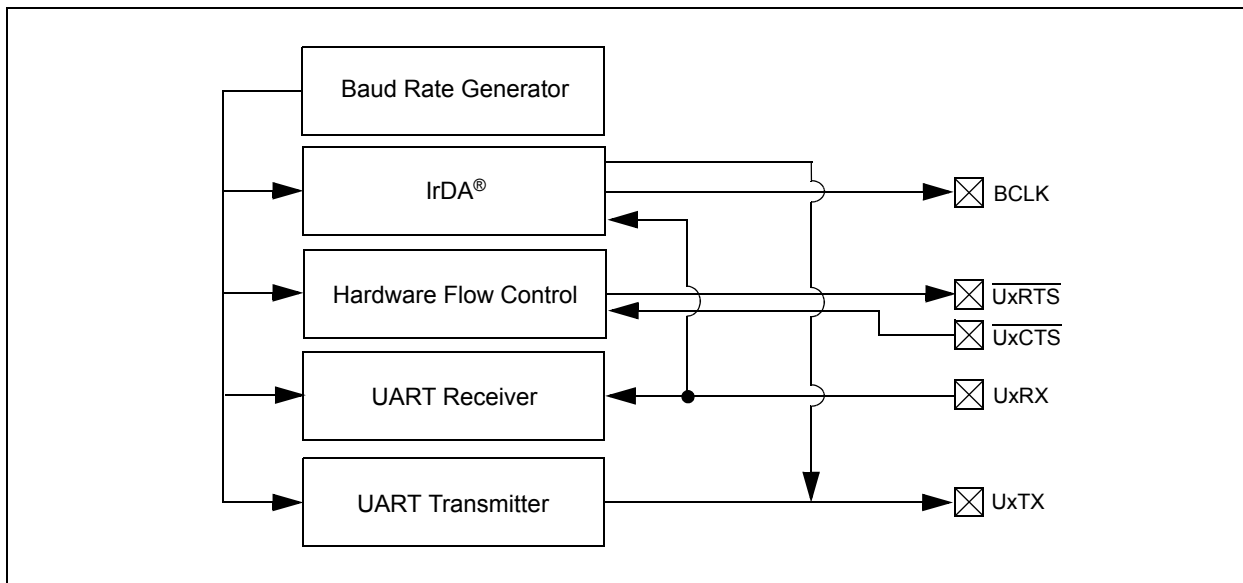 Baud Rate Generator
IrDA®
BCLK
Hardware Flow Control
UxRTS
UxCTS
UART Receiver
UxRX
UART Transmitter
UxTX